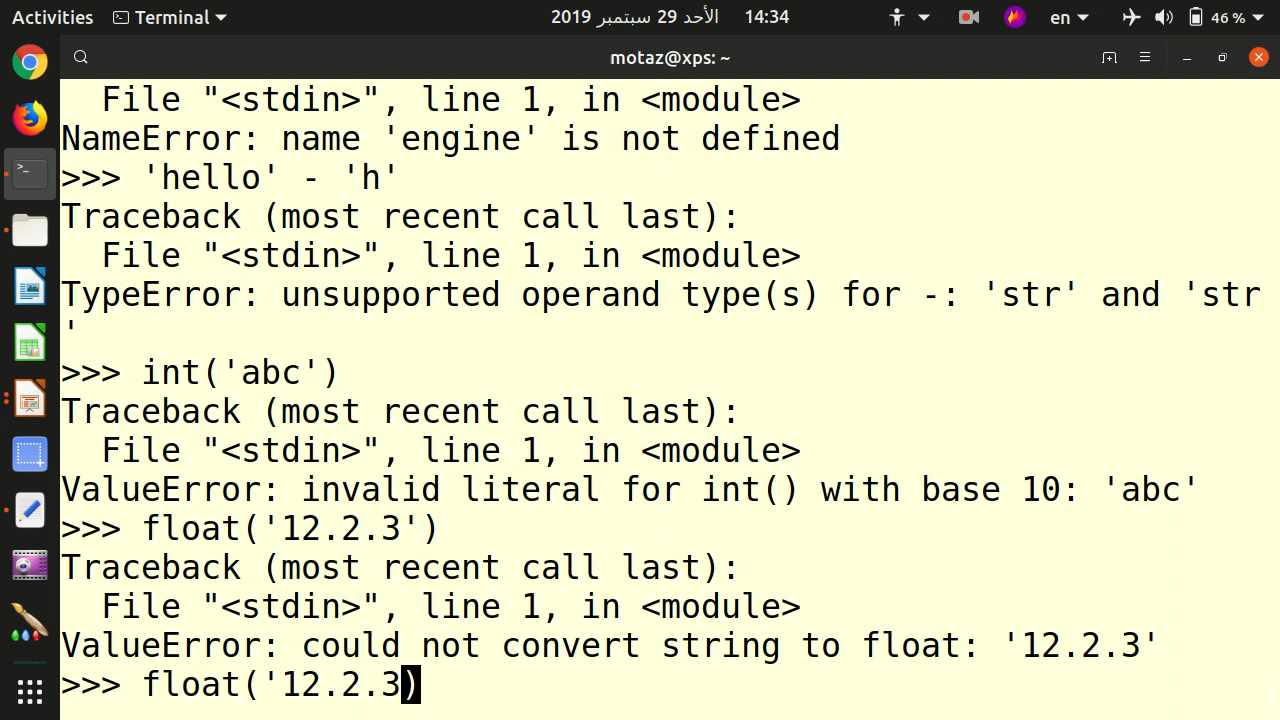 Activities Terminal الأحد 29 سبتمبر 2019 14:34 en 46 %
motaz@xps: ~
File "<stdin>", line 1, in <module>
NameError: name 'engine' is not defined
>>> 'hello' - 'h'
Traceback (most recent call last):
File "<stdin>", line 1, in <module>
TypeError: unsupported operand type(s) for -: 'str' and 'str
'
>>> int('abc')
Traceback (most recent call last):
File "<stdin>", line 1, in <module>
ValueError: invalid literal for int() with base 10: 'abc'
>>> float('12.2.3')
Traceback (most recent call last):
File "<stdin>", line 1, in <module>
ValueError: could not convert string to float: '12.2.3'
>>> float('12.2.3)